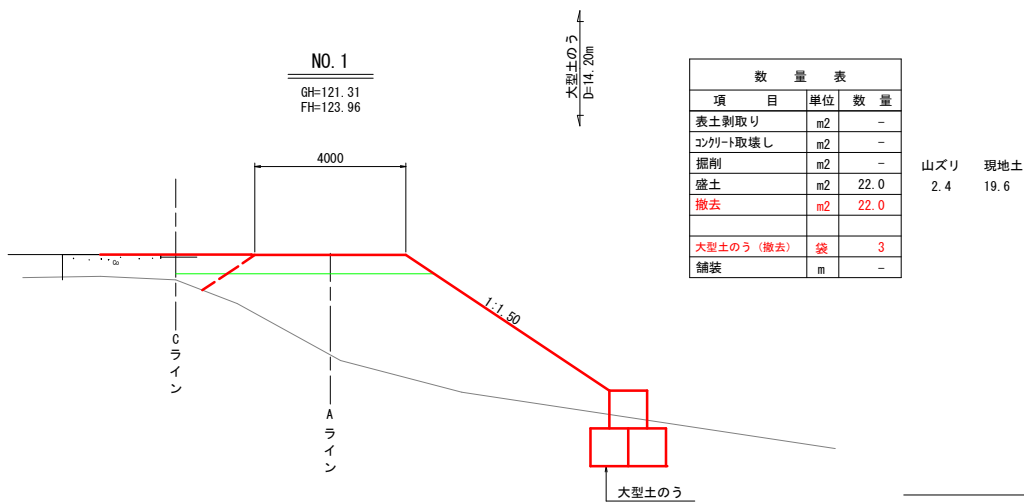 NO. 1
GH=121.31
FH=123.96
大型土のう
D=14.20m
4000
1:1.50
Cライン
Aライン
大型土のう
数 量 表
項 目 単位 数 量
表土剥取り m2 -
コンクリート取壊し m2 -
掘削 m2 -
盛土 m2 22.0
撤去 m2 22.0
大型土のう（撤去） 袋 3
舗装 m -
山ズリ 現地土
2.4 19.6